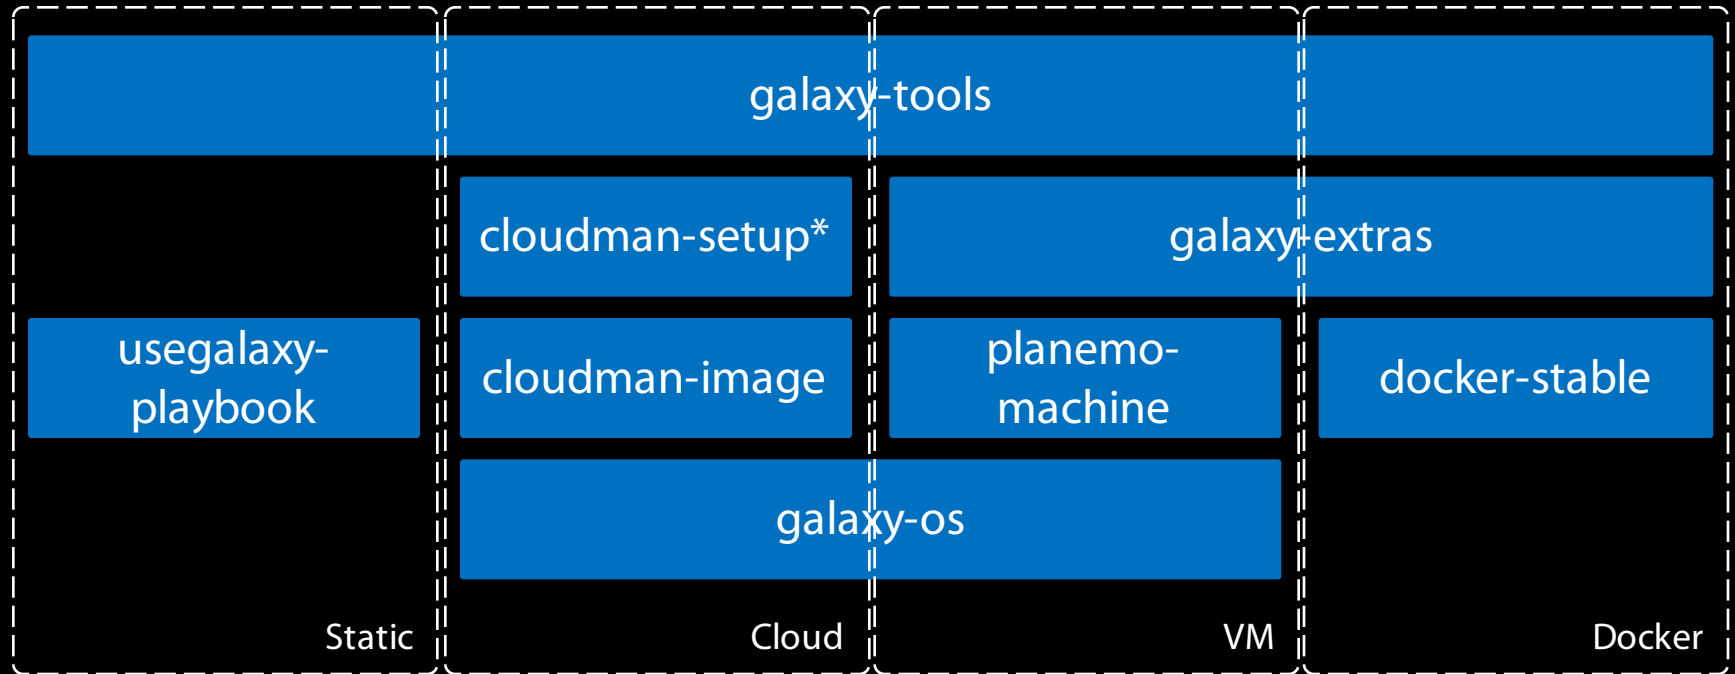 galaxy-tools
cloudman-setup*
galaxy-extras
usegalaxy-
playbook
cloudman-image
planemo-
machine
docker-stable
galaxy-os
Static
Cloud
VM
Docker